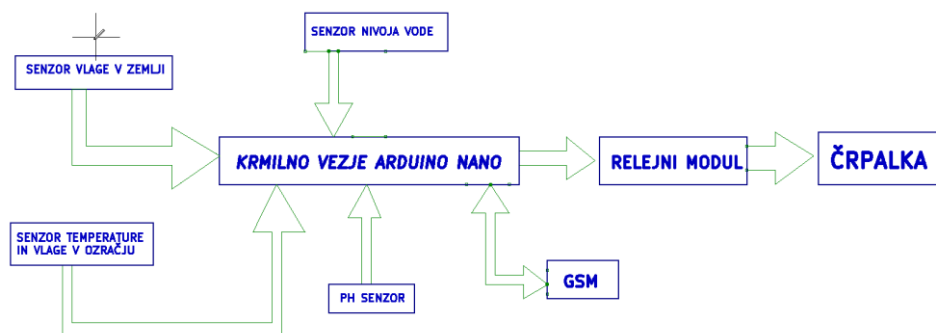 SENZOR NIVOJA VODE
SENZOR VLAGE V ZEMLJI
KRMILNO VEZJE ARDUINO NANO
RELEJNI MODUL
ČRPALKA
SENZOR TEMPERATURE
IN VLAGE V OZRAČJU
PH SENZOR
GSM